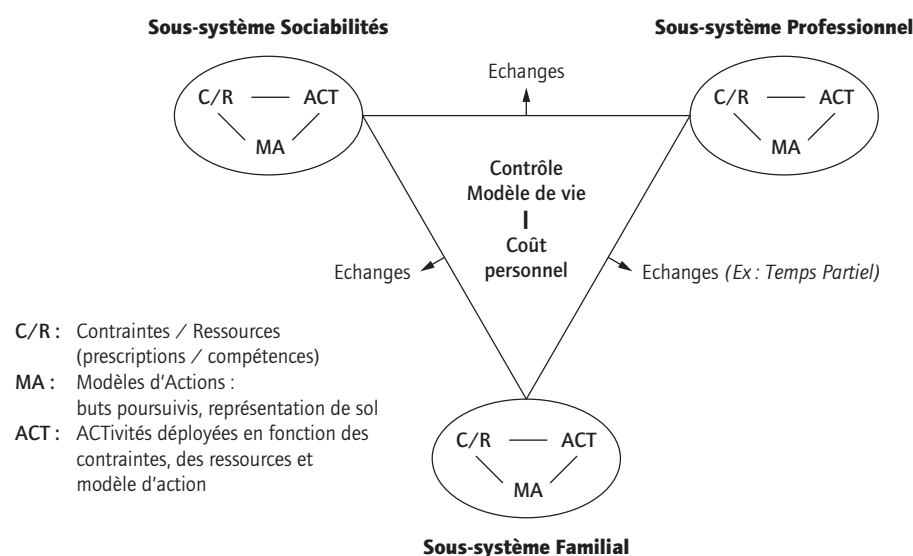 Sous-système Sociabilités
Sous-système Professionnel
C/R
ACT
MA
Echanges
C/R
ACT
MA
Contrôle
Modèle de vie
Coût
personnel
Echanges
Echanges (Ex : Temps Partiel)
C/R : Contraintes / Ressources
(prescriptions / compétences)
MA : Modèles d'Actions :
buts poursuivis, représentation de sol
ACT : ACTivités déployées en fonction des
contraintes, des ressources et
modèle d'action
C/R
ACT
MA
Sous-système Familial